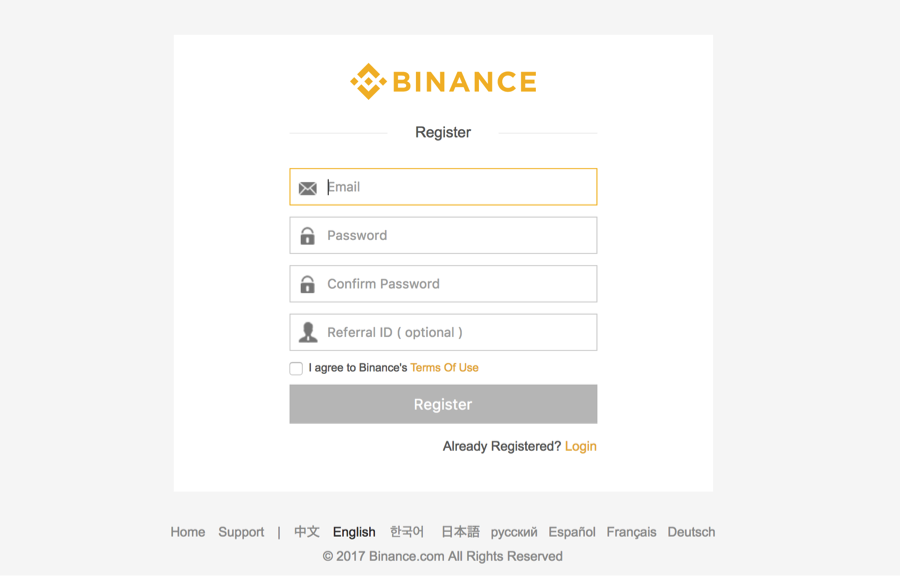 BINANCE
Register
Email
Password
Confirm Password
Referral ID ( optional )
I agree to Binance's Terms Of Use
Register
Already Registered? Login
Home Support | 中文 English 한국어 日本語 русский Español Français Deutsch
© 2017 Binance.com All Rights Reserved